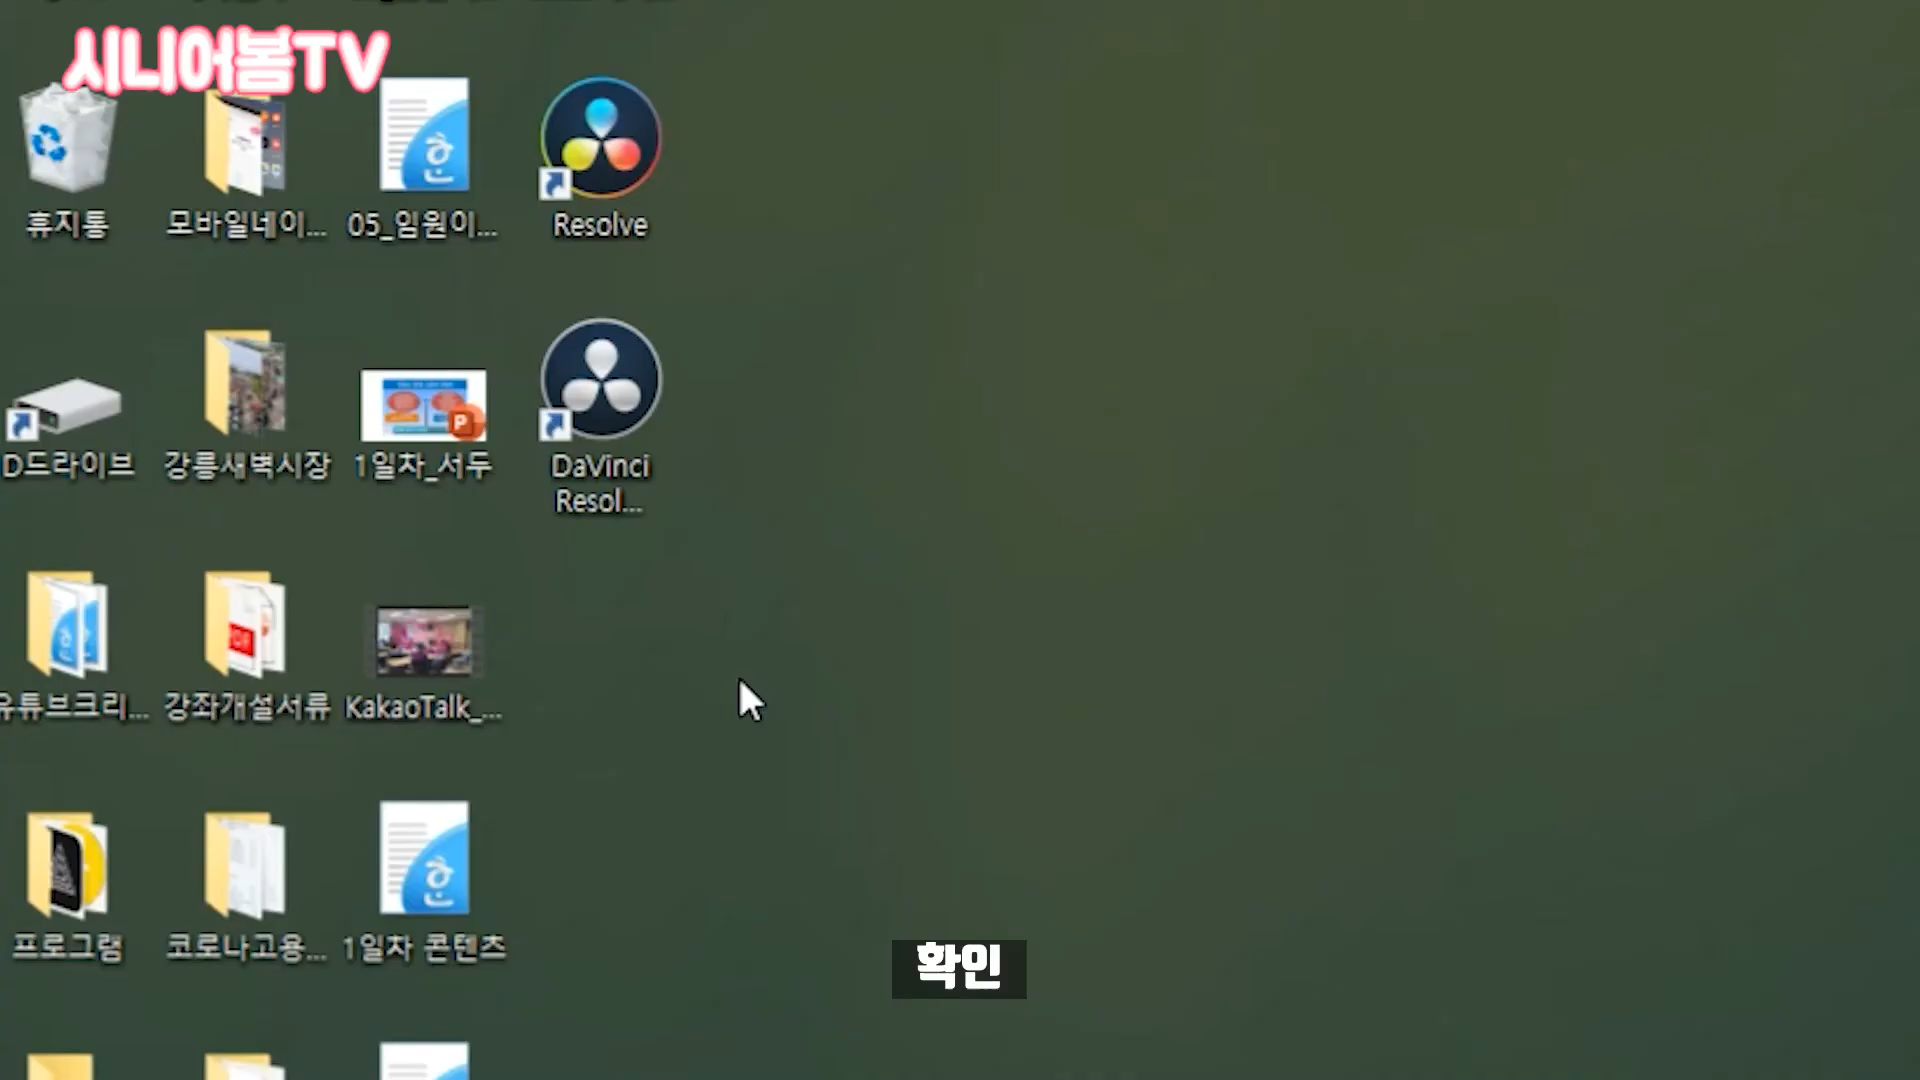 시니어봄TV
휴지통
모바일네이...
05_임원이...
Resolve
D드라이브
강릉새벽시장
1일차_서두
DaVinci
Resol...
유튜브크리...
강좌개설서류
KakaoTalk_...
프로그램
코로나고용...
1일차 콘텐츠
확인